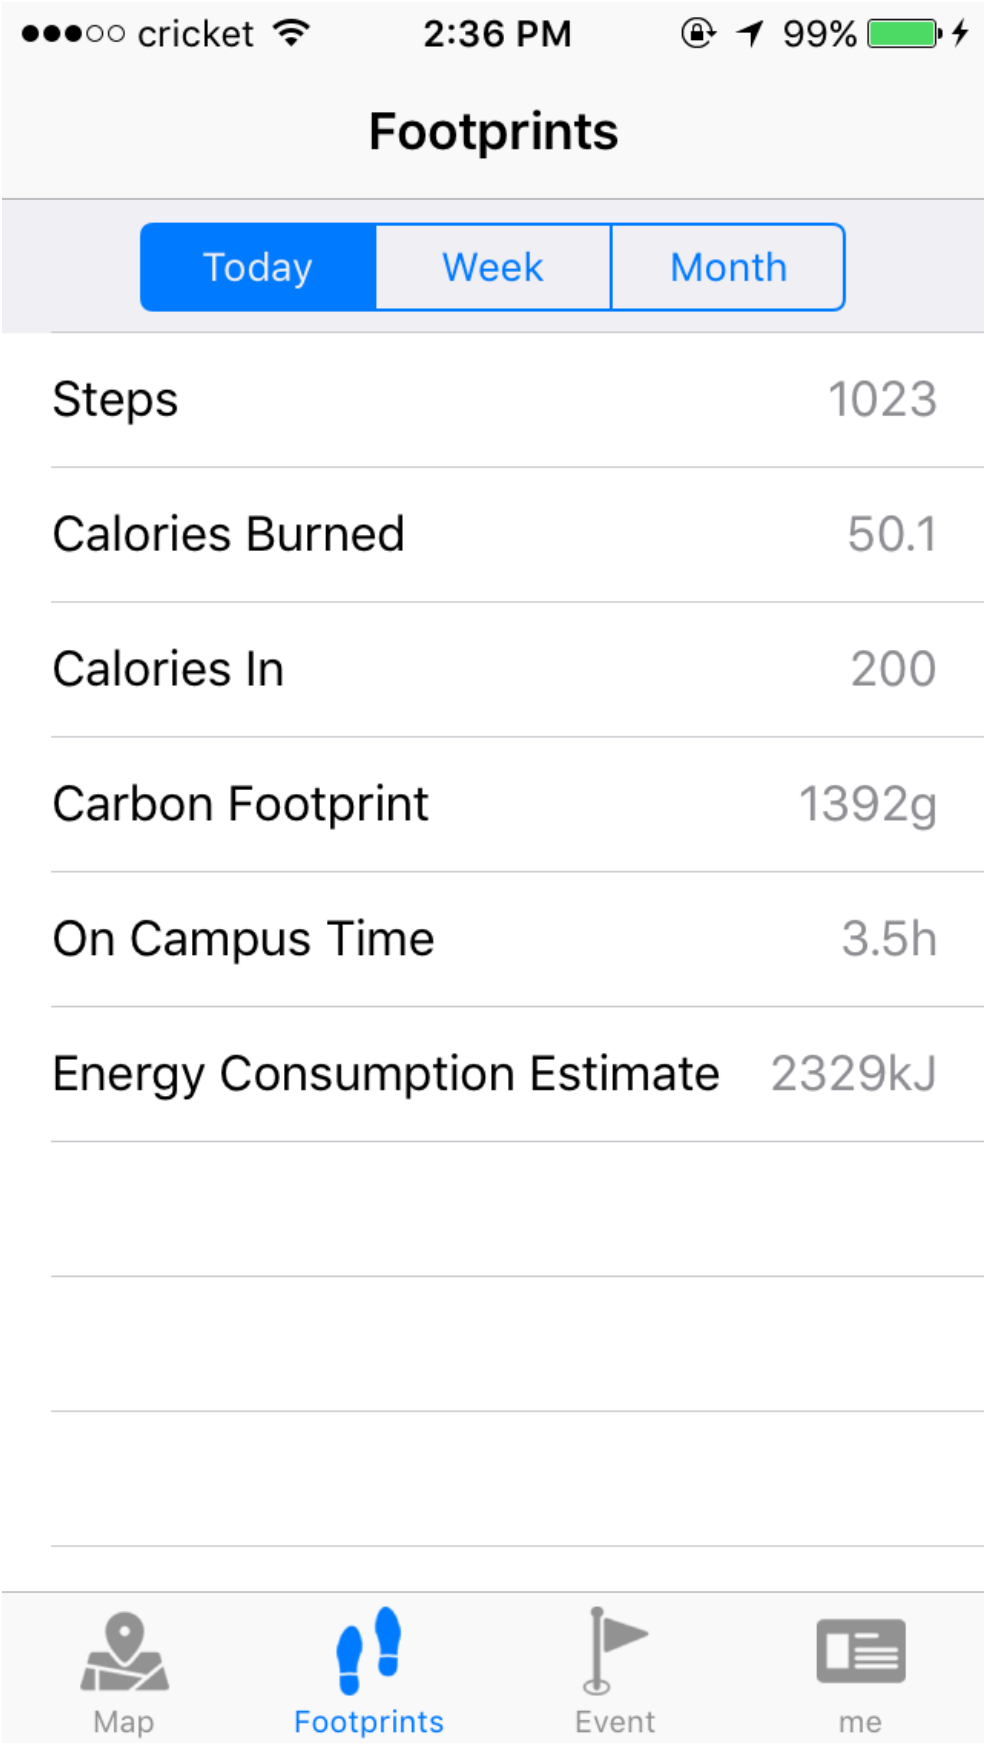 cricket 2:36 PM 99%
Footprints
Today Week Month
Steps 1023
Calories Burned 50.1
Calories In 200
Carbon Footprint 1392g
On Campus Time 3.5h
Energy Consumption Estimate 2329kJ
Map Footprints Event me